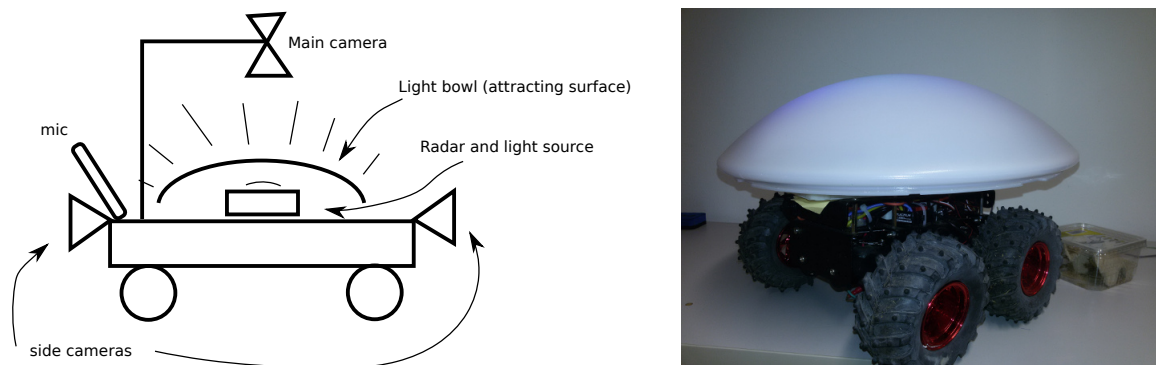 Main camera
Light bowl (attracting surface)
mic
Radar and light source
side cameras